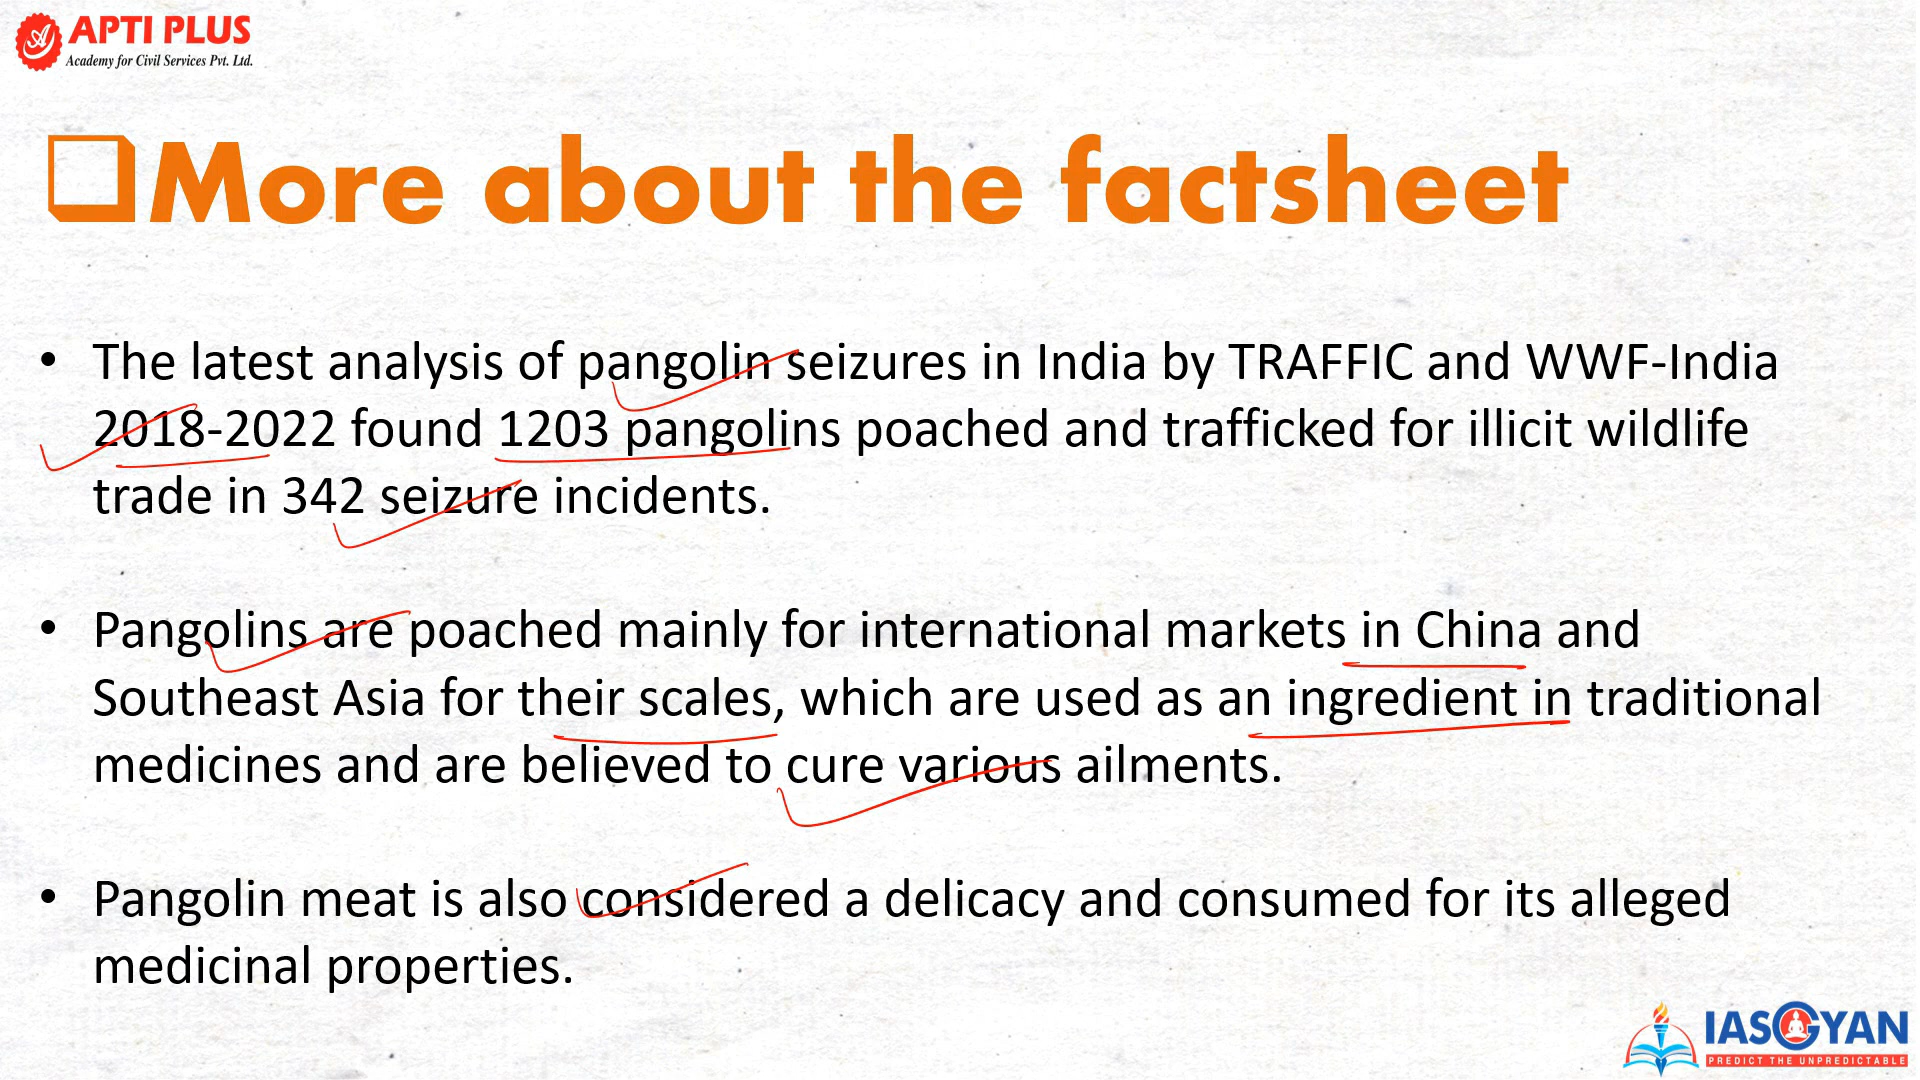 APTI PLUS
Academy for Civil Services Pvt. Ltd.
More about the factsheet
• The latest analysis of pangolin seizures in India by TRAFFIC and WWF-India
2018-2022 found 1203 pangolins poached and trafficked for illicit wildlife
trade in 342 seizure incidents.
• Pangolins are poached mainly for international markets in China and
Southeast Asia for their scales, which are used as an ingredient in traditional
medicines and are believed to cure various ailments.
• Pangolin meat is also considered a delicacy and consumed for its alleged
medicinal properties.
IASGYAN
PREDICT THE UNPREDICTABLE